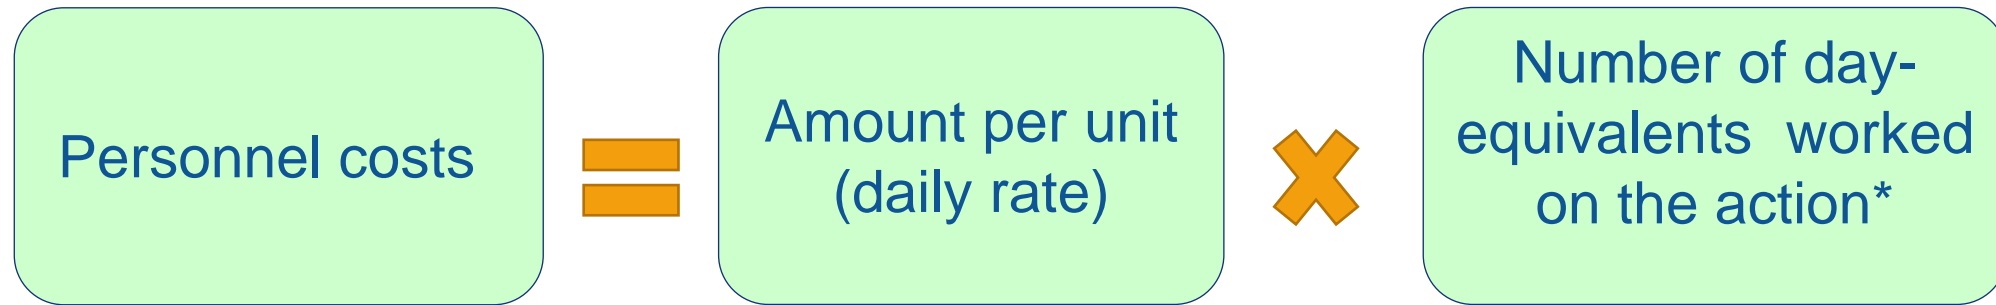 Personnel costs
Amount per unit
(daily rate)
Number of day-
equivalents  worked
on the action*